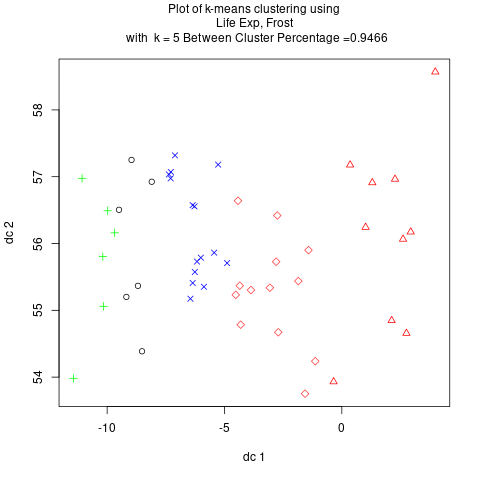 Plot of k-means clustering using
Life Exp, Frost
with k = 5 Between Cluster Percentage =0.9466
58
57
56
55
54
dc 2
-10
-5
0
dc 1